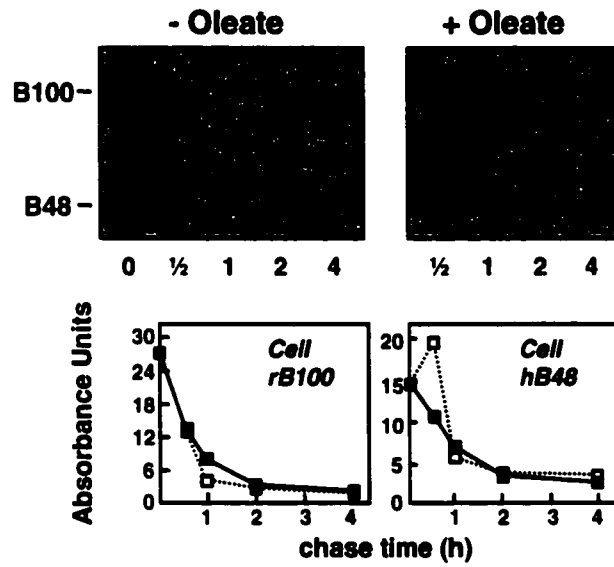 - Oleate + Oleate
B100-
B48-
0 ½ 1 2 4 ½ 1 2 4
Absorbance Units
30
24
18
12
6
0
Cell
rB100
1 2 3 4
20
15
10
5
0
Cell
hB48
1 2 3 4
chase time (h)